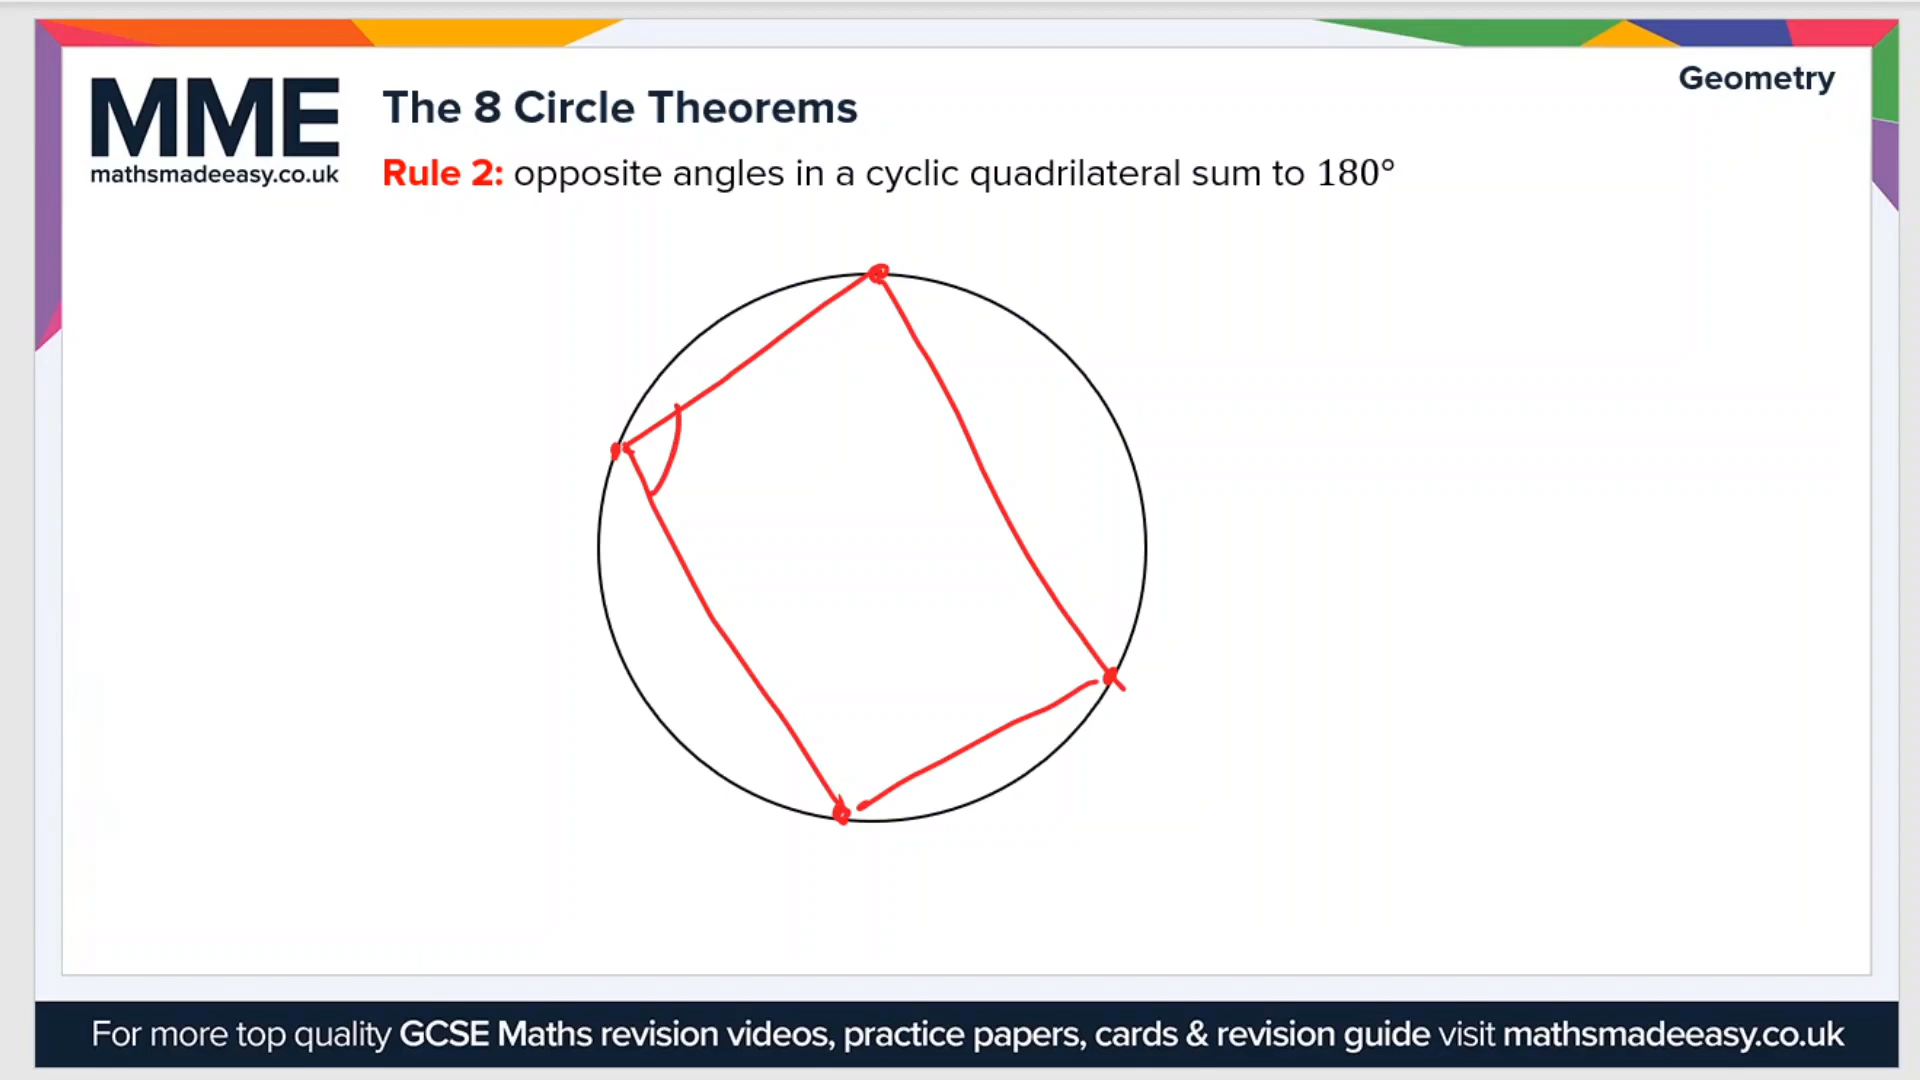 MME
mathsmadeeasy.co.uk
The 8 Circle Theorems
Geometry
Rule 2: opposite angles in a cyclic quadrilateral sum to 180°
For more top quality GCSE Maths revision videos, practice papers, cards & revision guide visit mathsmadeeasy.co.uk